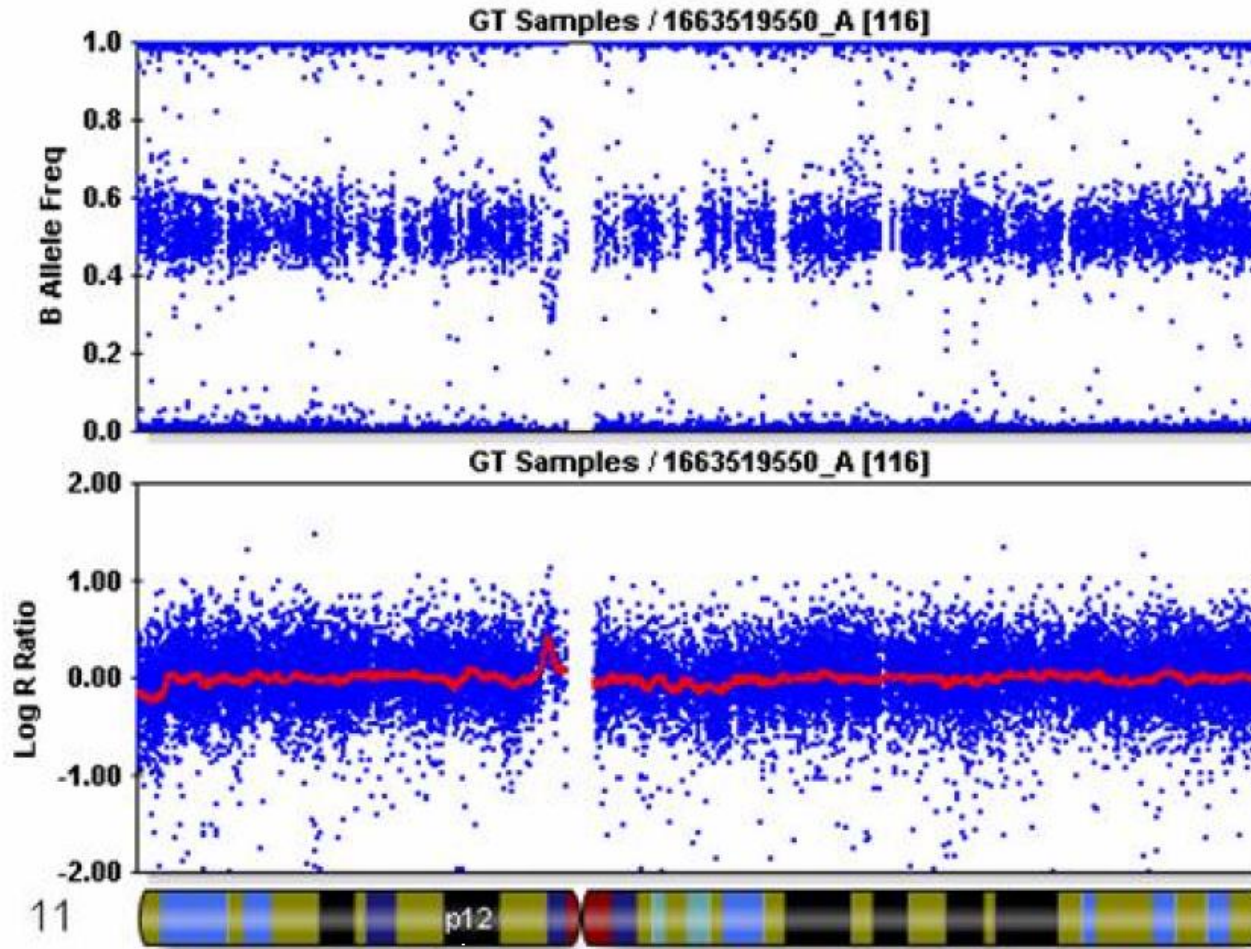 GT Samples / 1663519550_A [116]
B Allele Freq
1.0
0.8
0.6
0.4
0.2
0.0
GT Samples / 1663519550_A [116]
Log R Ratio
2.00
1.00
0.00
-1.00
-2.00
11
p12